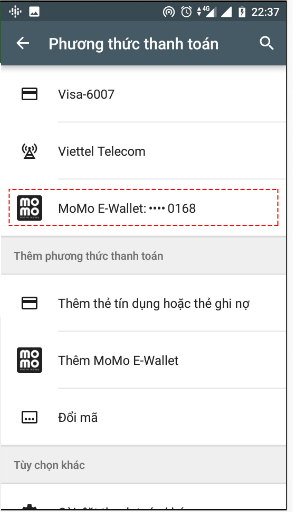 4G
22:37
Phương thức thanh toán
Visa-6007
Viettel Telecom
mo
mo
MoMo E-Wallet: •••• 0168
Thêm phương thức thanh toán
Thêm thẻ tín dụng hoặc thẻ ghi nợ
mo
mo
Thêm MoMo E-Wallet
Đổi mã
Tùy chọn khác